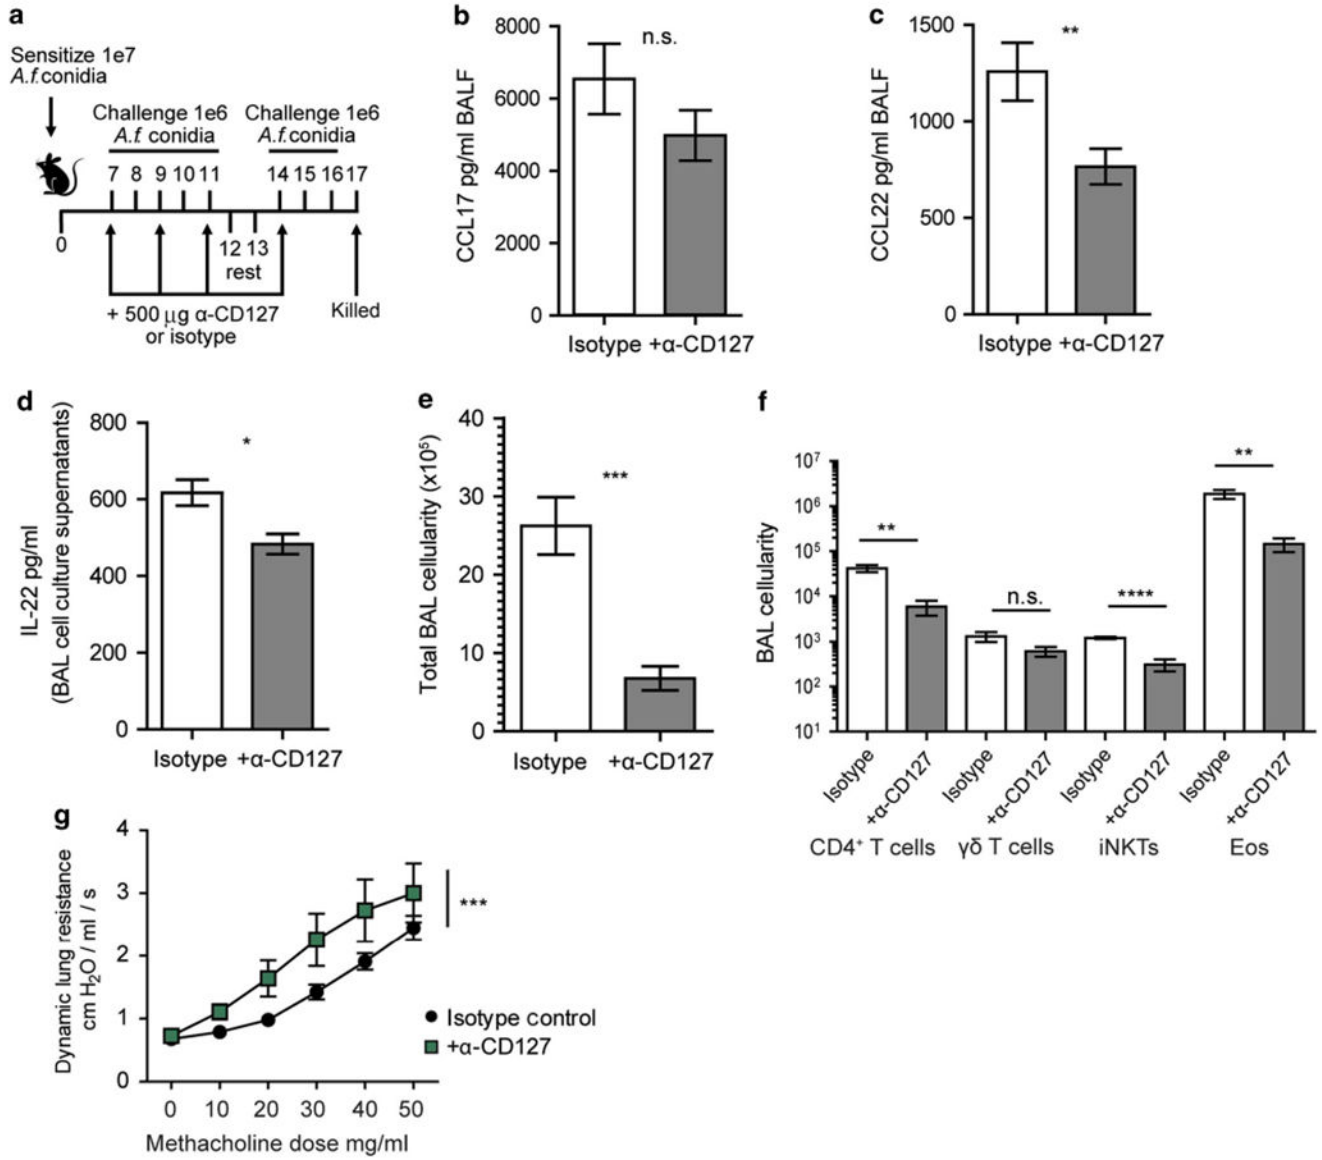 a
Sensitize 1e7
A.f.conidia
Challenge 1e6
A.f. conidia
Challenge 1e6
A.f.conidia
7 8 9 10 11 14 15 16 17
0
12 13
rest
+ 500 µg α-CD127
or isotype
Killed
b
CCL17 pg/ml BALF
8000
6000
4000
2000
0
n.s.
Isotype +α-CD127
c
CCL22 pg/ml BALF
1500
1000
500
0
**
Isotype +α-CD127
d
IL-22 pg/ml
(BAL cell culture supernatants)
800
600
400
200
0
*
Isotype +α-CD127
e
Total BAL cellularity (x10⁵)
40
30
20
10
0
***
Isotype +α-CD127
f
BAL cellularity
10⁷
10⁶
10⁵
10⁴
10³
10²
10¹
**
n.s.
****
**
Isotype
+α-CD127
Isotype
+α-CD127
Isotype
+α-CD127
Isotype
+α-CD127
CD4⁺ T cells γδ T cells iNKTs Eos
g
Dynamic lung resistance
cm H₂O / ml / s
4
3
2
1
0
***
Isotype control
+α-CD127
0 10 20 30 40 50
Methacholine dose mg/ml